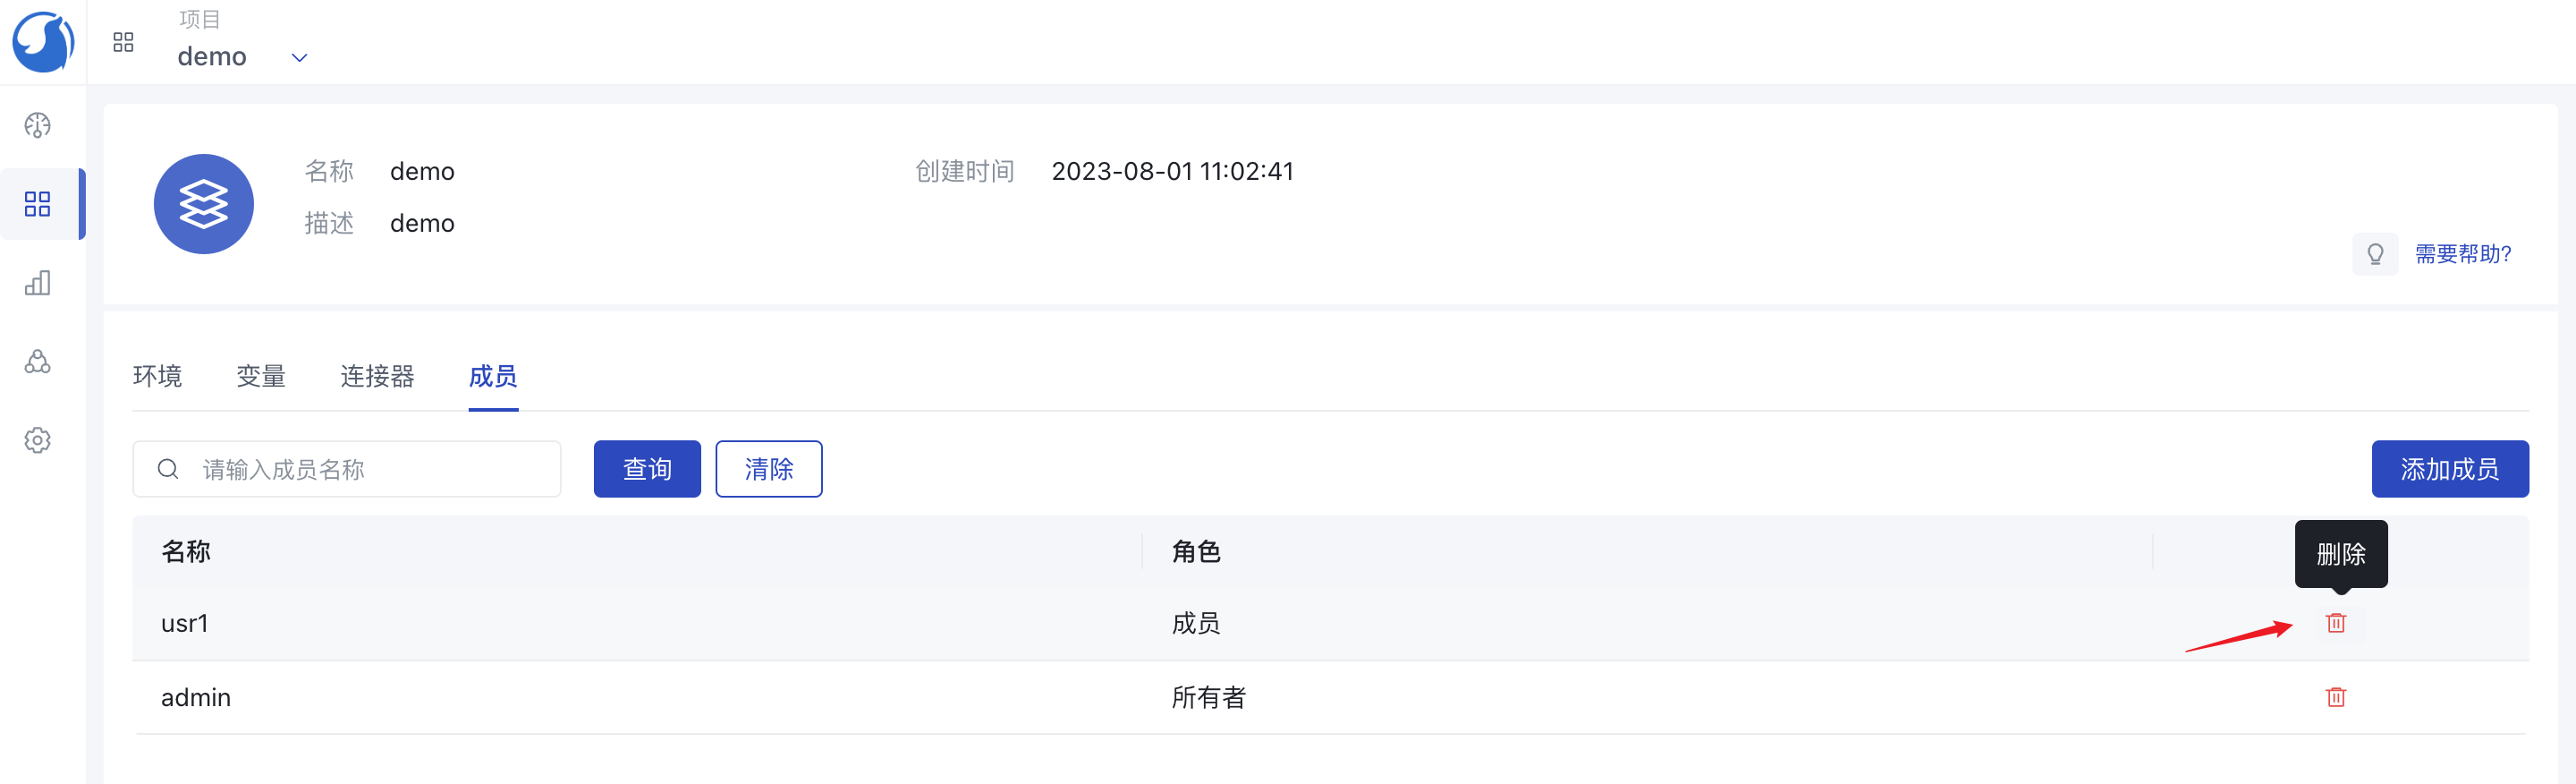 项目
demo
名称 demo 创建时间 2023-08-01 11:02:41
描述 demo
需要帮助?
环境 变量 连接器 成员
请输入成员名称 查询 清除 添加成员
名称 角色 删除
usr1 成员
admin 所有者